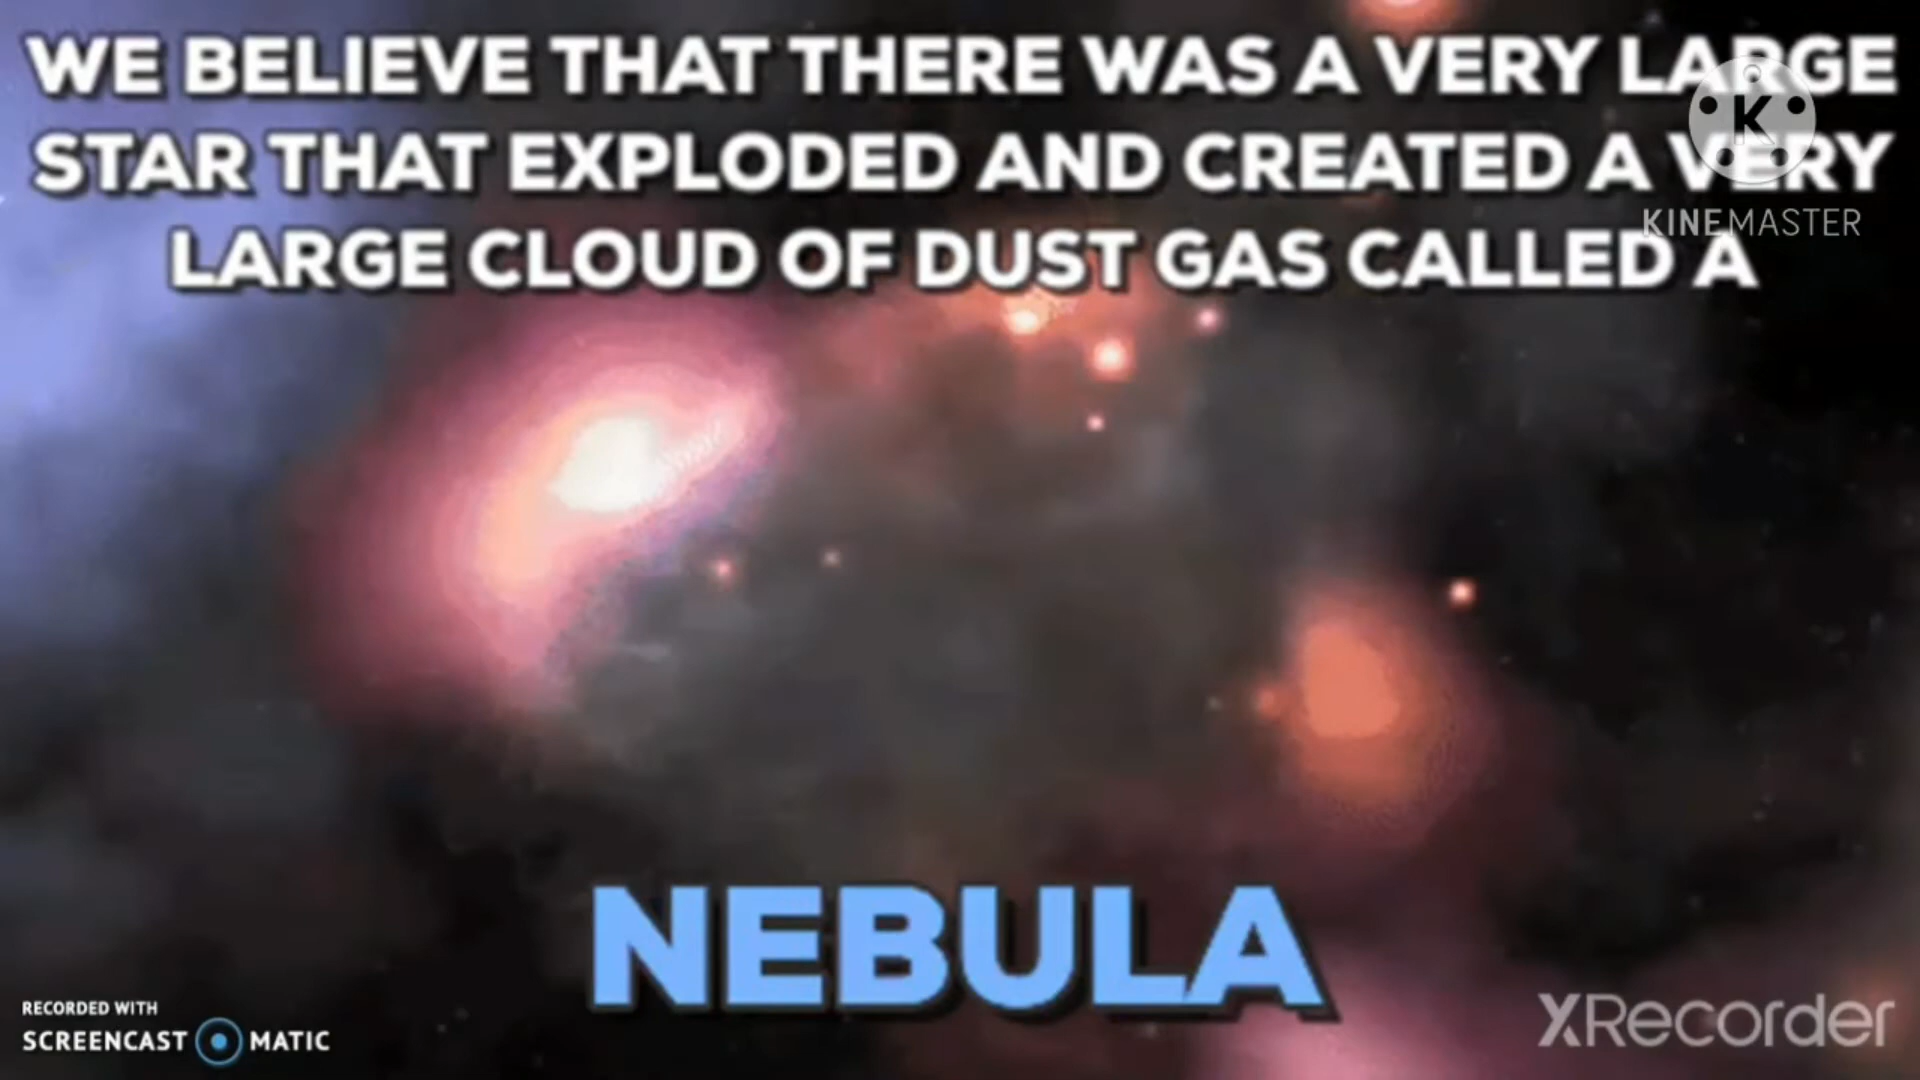 WE BELIEVE THAT THERE WAS A VERY LARGE
STAR THAT EXPLODED AND CREATED A VERY
LARGE CLOUD OF DUST GAS CALLED A
K
KINEMASTER
NEBULA
RECORDED WITH
SCREENCAST MATIC
XRecorder